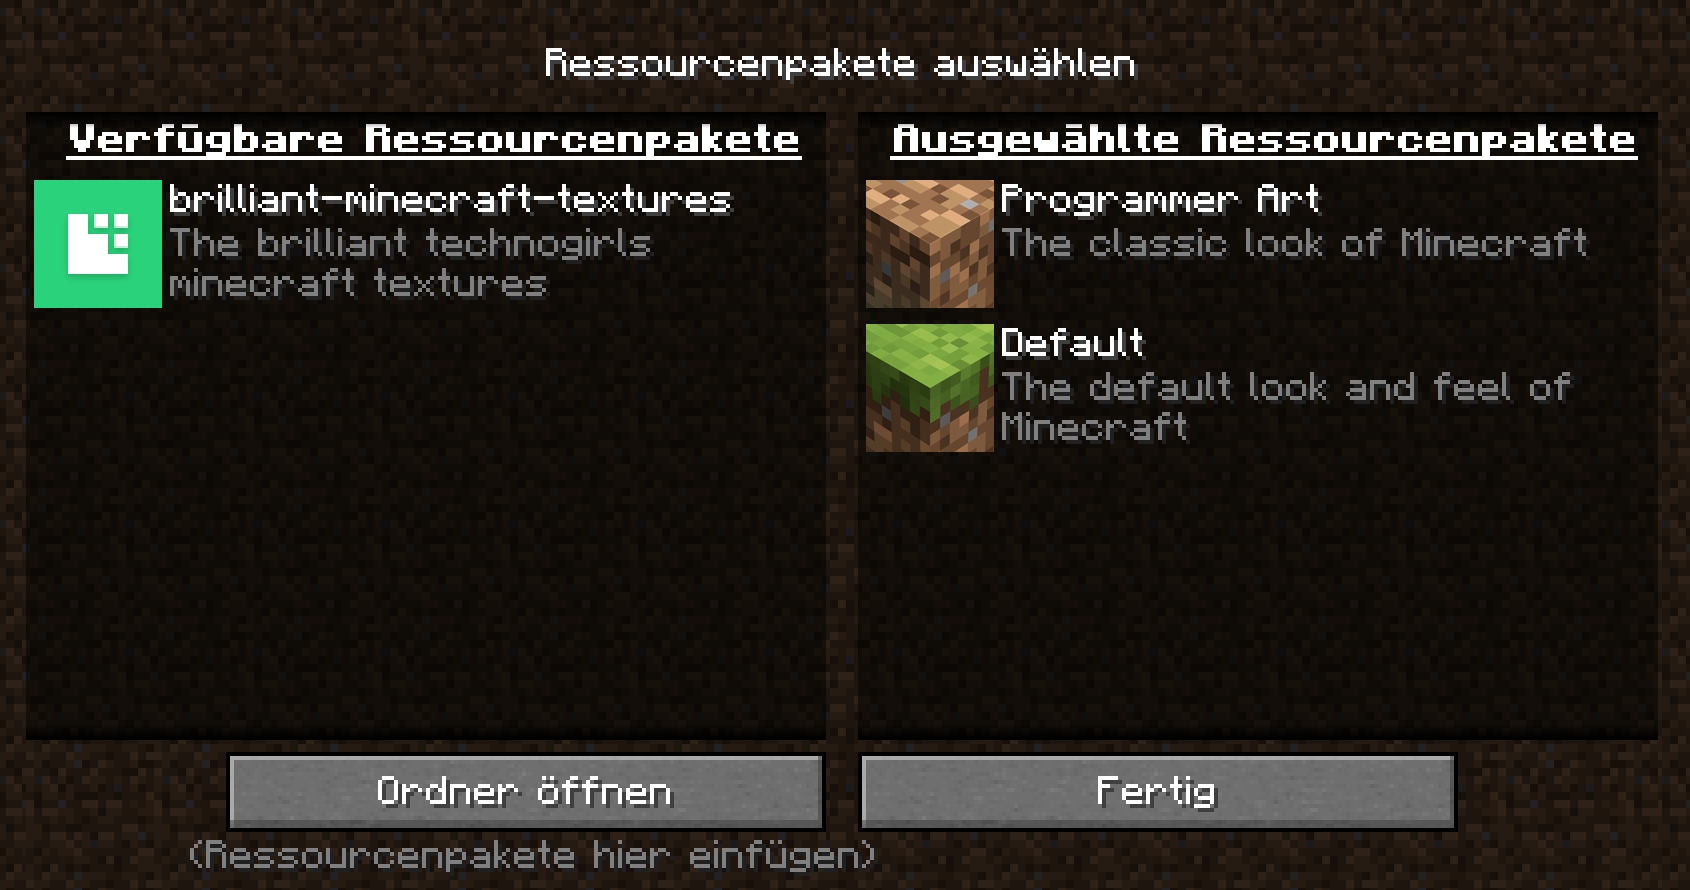 Ressourcenpakete auswählen
Verfügbare Ressourcenpakete
brilliant-minecraft-textures
The brilliant technogirls
minecraft textures
Ausgewählte Ressourcenpakete
Programmer Art
The classic look of Minecraft
Default
The default look and feel of
Minecraft
Ordner öffnen
Fertig
(Ressourcenpakete hier einfügen)